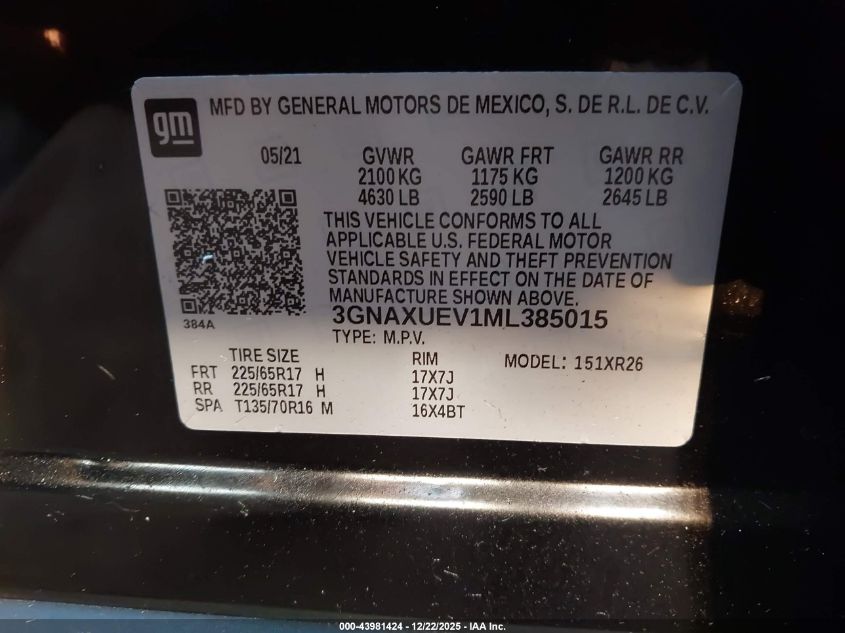 gm
MFD BY GENERAL MOTORS DE MEXICO, S. DE R.L. DE C.V.
05/21 GVWR GAWR FRT GAWR RR
2100 KG 1175 KG 1200 KG
4630 LB 2590 LB 2645 LB
THIS VEHICLE CONFORMS TO ALL
APPLICABLE U.S. FEDERAL MOTOR
VEHICLE SAFETY AND THEFT PREVENTION
STANDARDS IN EFFECT ON THE DATE OF
MANUFACTURE SHOWN ABOVE.
384A
3GNAXUEV1ML385015
TYPE: M.P.V.
TIRE SIZE RIM MODEL: 151XR26
FRT 225/65R17 H 17X7J
RR 225/65R17 H 17X7J
SPA T135/70R16 M 16X4BT
000-43981424 - 12/22/2025 - IAA Inc.